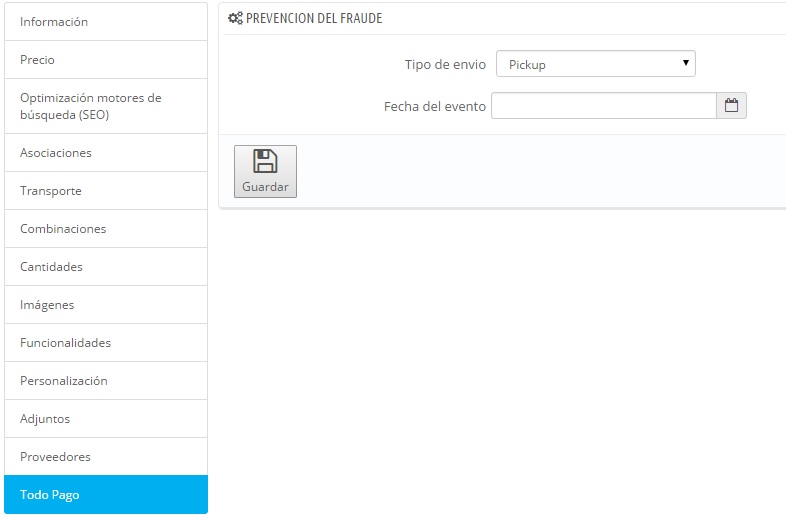 Información
Precio
Optimización motores de
búsqueda (SEO)
Asociaciones
Transporte
Combinaciones
Cantidades
Imágenes
Funcionalidades
Personalización
Adjuntos
Proveedores
Todo Pago
PREVENCION DEL FRAUDE
Tipo de envio
Pickup
Fecha del evento
Guardar